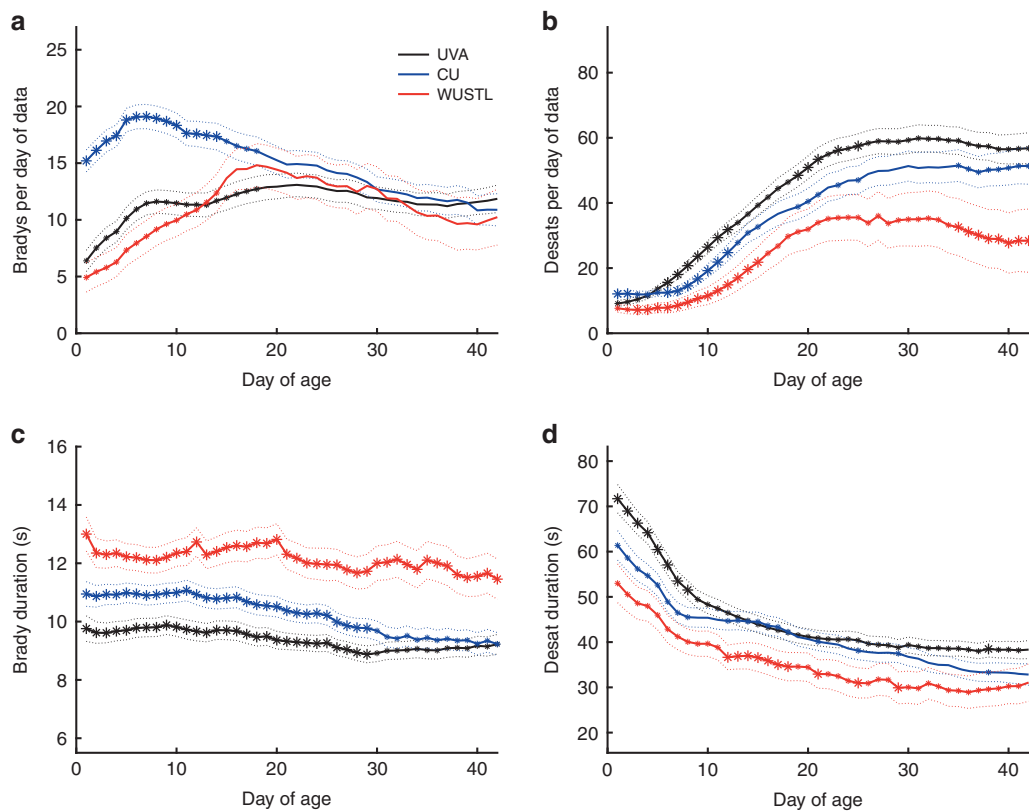 a
25
20
15
10
5
0
Bradys per day of data
UVA
CU
WUSTL
0 10 20 30 40
Day of age
b
80
60
40
20
0
Desats per day of data
0 10 20 30 40
Day of age
c
16
14
12
10
8
6
Brady duration (s)
0 10 20 30 40
Day of age
d
80
70
60
50
40
30
20
Desat duration (s)
0 10 20 30 40
Day of age